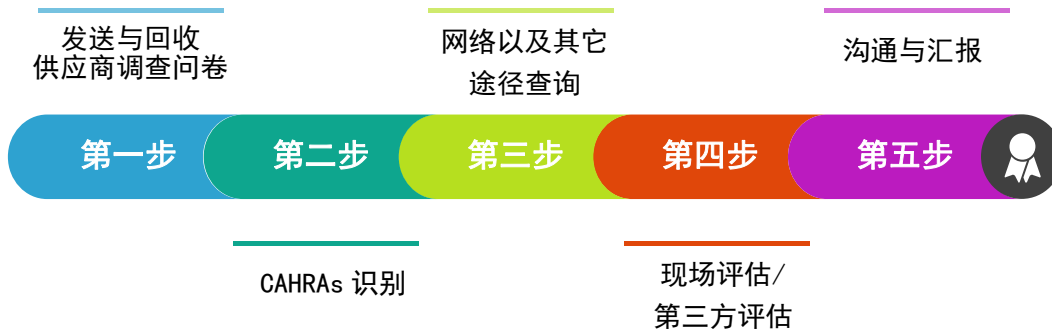 发送与回收
供应商调查问卷
网络以及其它
途径查询
沟通与汇报
第一步
第二步
第三步
第四步
第五步
CAHRAs 识别
现场评估/
第三方评估